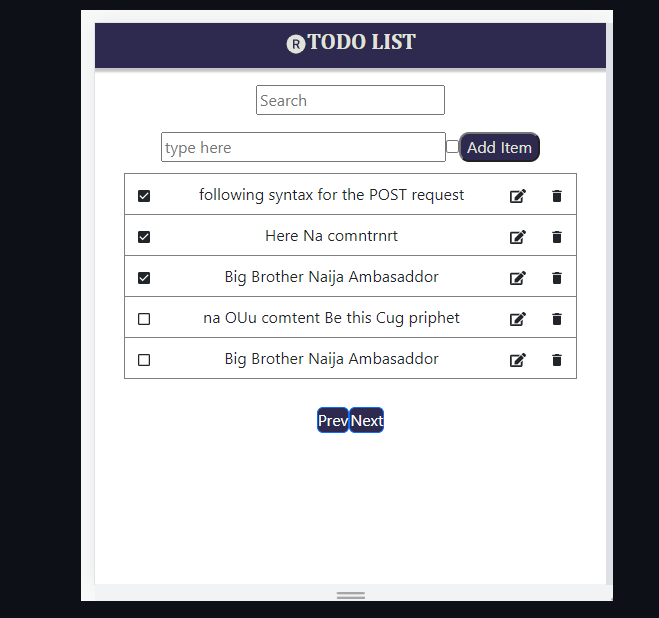 R TODO LIST
Search
type here Add Item
following syntax for the POST request
Here Na comntrnrt
Big Brother Naija Ambasaddor
na OUu comtent Be this Cug priphet
Big Brother Naija Ambasaddor
Prev Next